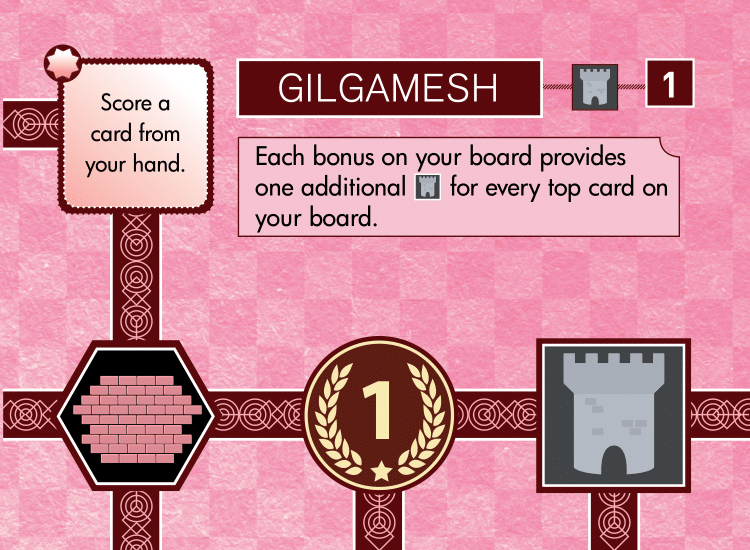 Score a
card from
your hand.
GILGAMESH
1
Each bonus on your board provides
one additional for every top card on
your board.
1